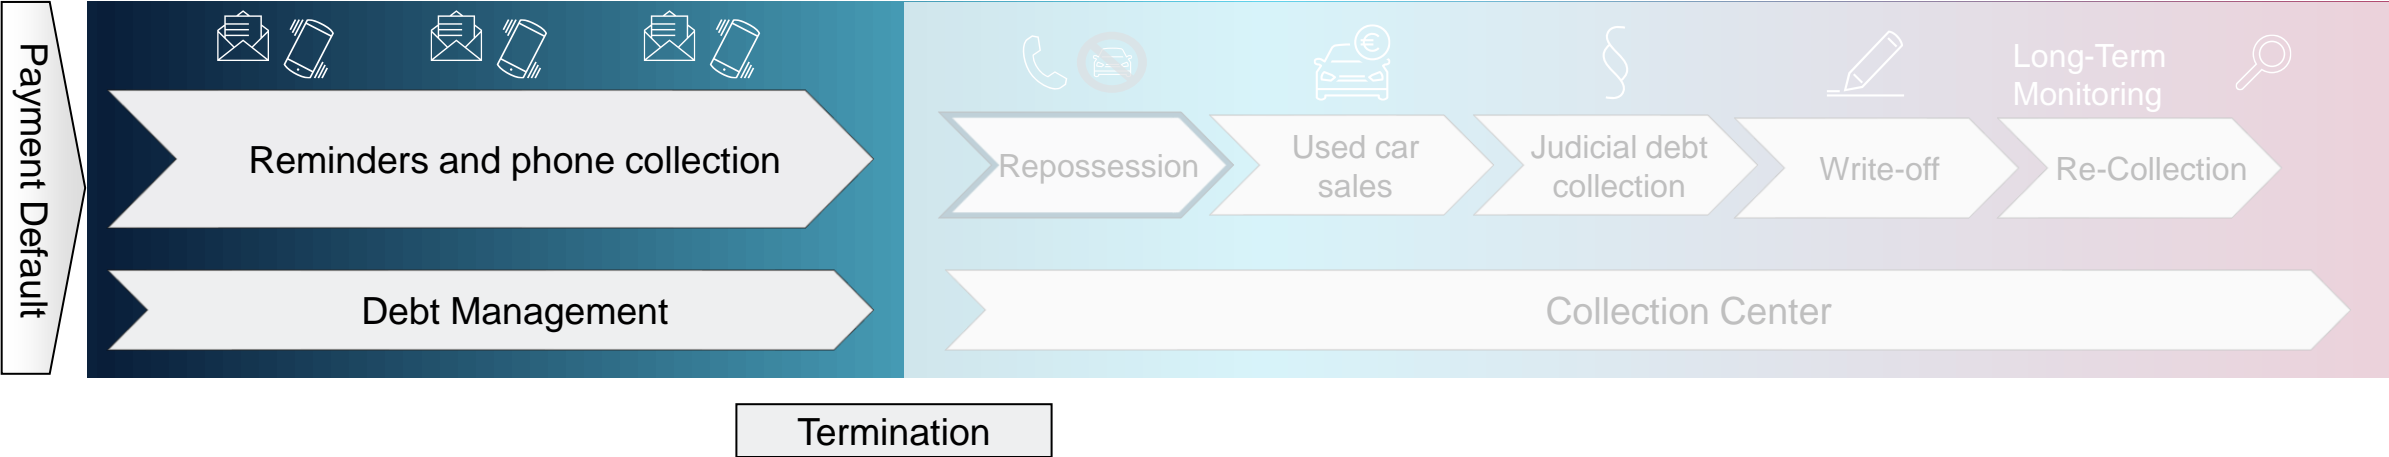 Payment Default
Long-Term
Monitoring
Reminders and phone collection
Repossession
Used car
sales
Judicial debt
collection
Write-off
Re-Collection
Debt Management
Collection Center
Termination